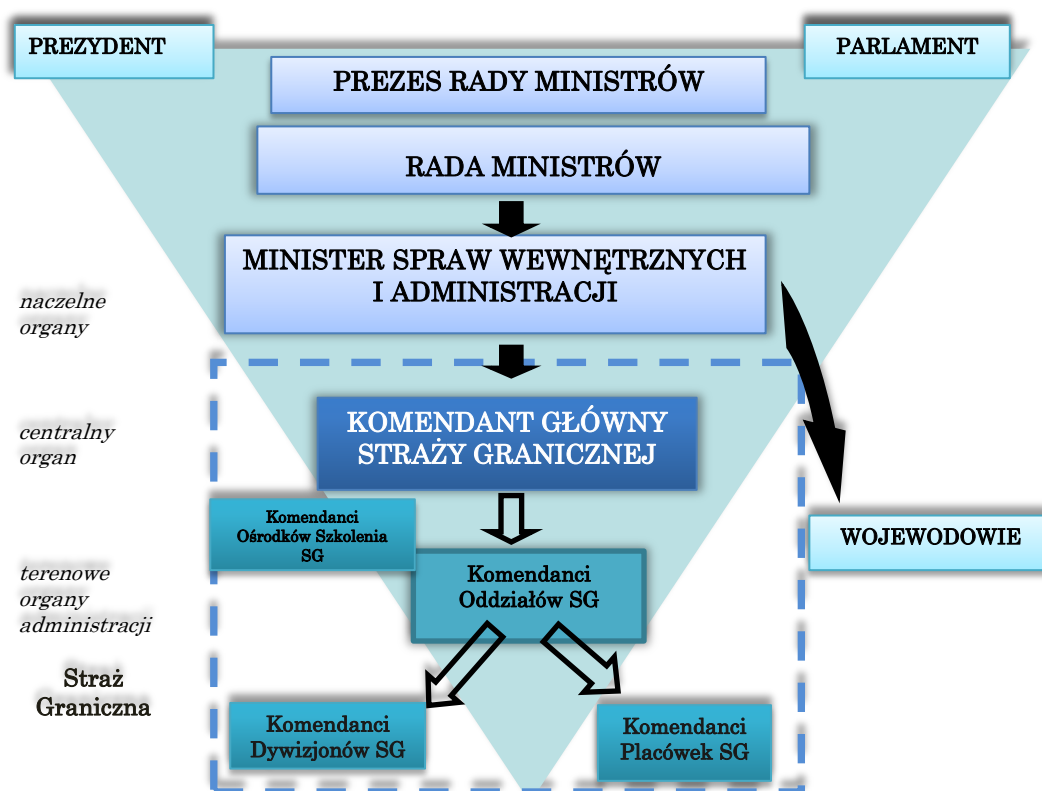 PREZYDENT
PARLAMENT
PREZES RADY MINISTRÓW
RADA MINISTRÓW
MINISTER SPRAW WEWNĘTRZNYCH
I ADMINISTRACJI
naczelne
organy
centralny
organ
KOMENDANT GŁÓWNY
STRAŻY GRANICZNEJ
Komendanci
Ośrodków Szkolenia
SG
WOJEWODOWIE
terenowe
organy
administracji
Komendanci
Oddziałów SG
Straż
Graniczna
Komendanci
Dywizjonów SG
Komendanci
Placówek SG